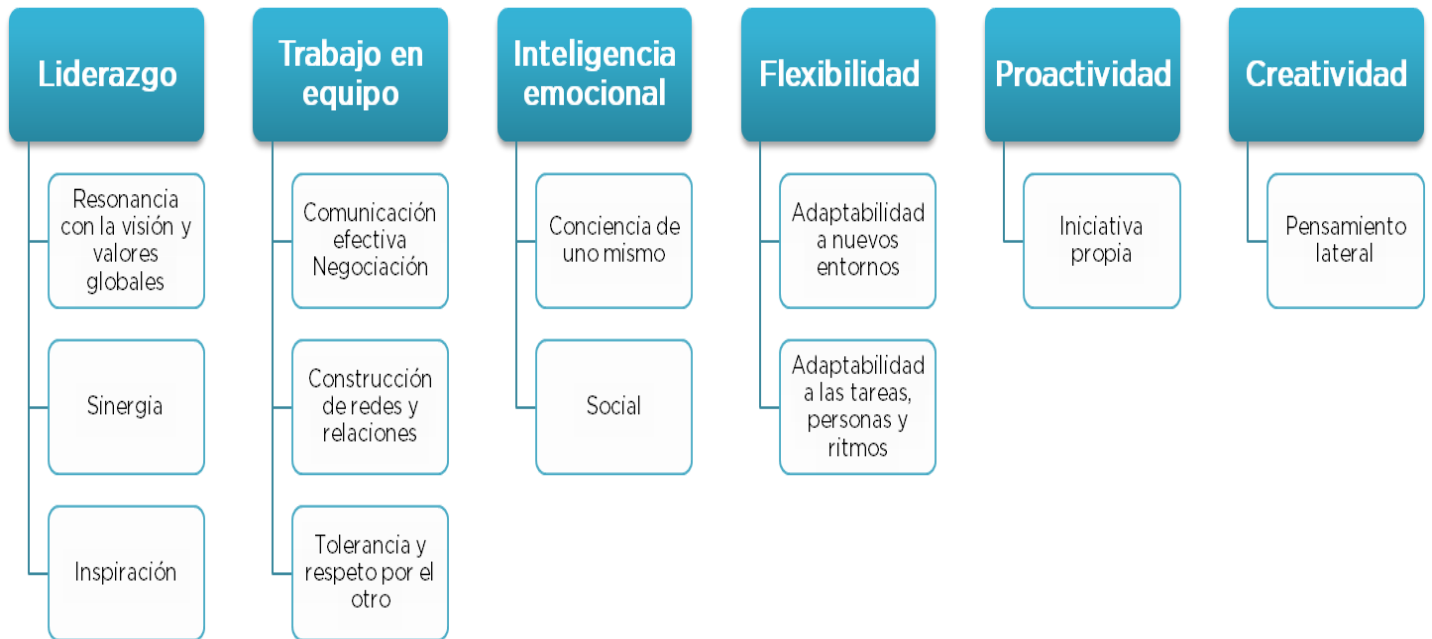 Liderazgo
Resonancia
con la visión y
valores
globales
Sinergia
Inspiración
Trabajo en
equipo
Comunicación
efectiva
Negociación
Construcción
de redes y
relaciones
Tolerancia y
respeto por el
otro
Inteligencia
emocional
Conciencia de
uno mismo
Social
Flexibilidad
Adaptabilidad
a nuevos
entornos
Adaptabilidad
a las tareas,
personas y
ritmos
Proactividad
Iniciativa
propia
Creatividad
Pensamiento
lateral